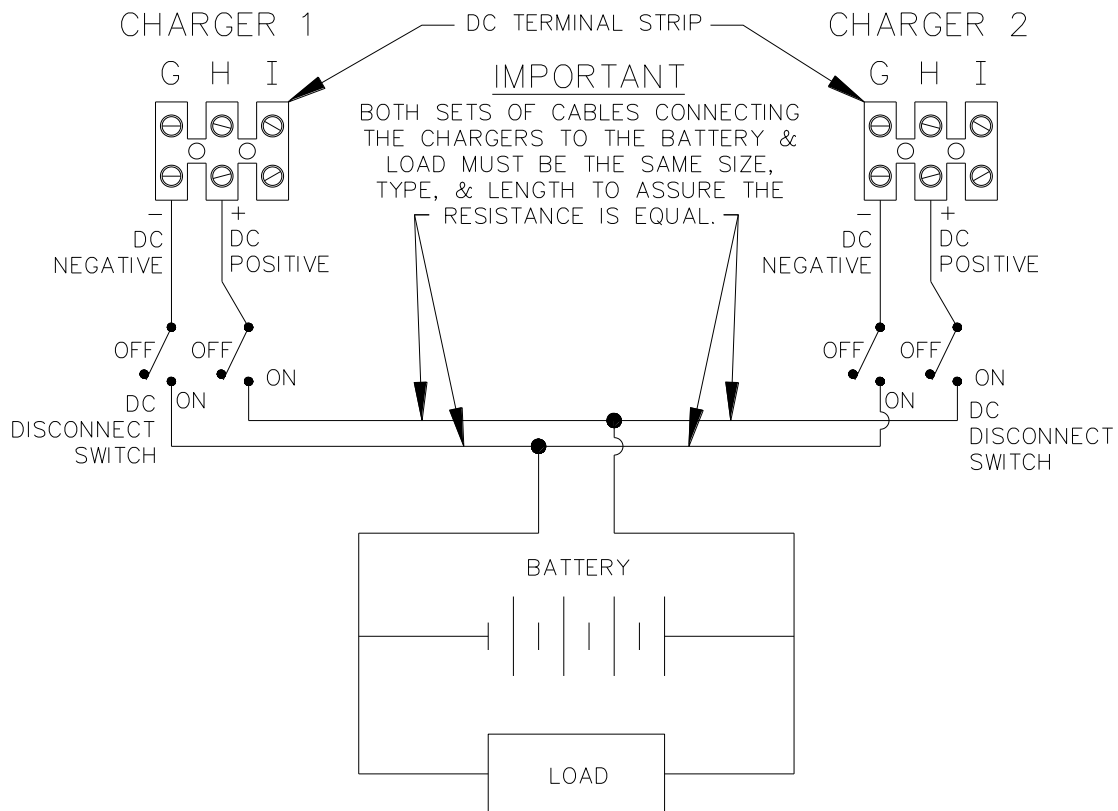 CHARGER 1
DC TERMINAL STRIP
CHARGER 2
G H I
G H I
IMPORTANT
BOTH SETS OF CABLES CONNECTING
THE CHARGERS TO THE BATTERY &
LOAD MUST BE THE SAME SIZE,
TYPE, & LENGTH TO ASSURE THE
RESISTANCE IS EQUAL.
- +
DC
NEGATIVE
DC
POSITIVE
- +
DC
NEGATIVE
DC
POSITIVE
OFF
OFF
ON
ON
DC
DISCONNECT
SWITCH
OFF
OFF
ON
ON
DC
DISCONNECT
SWITCH
BATTERY
LOAD